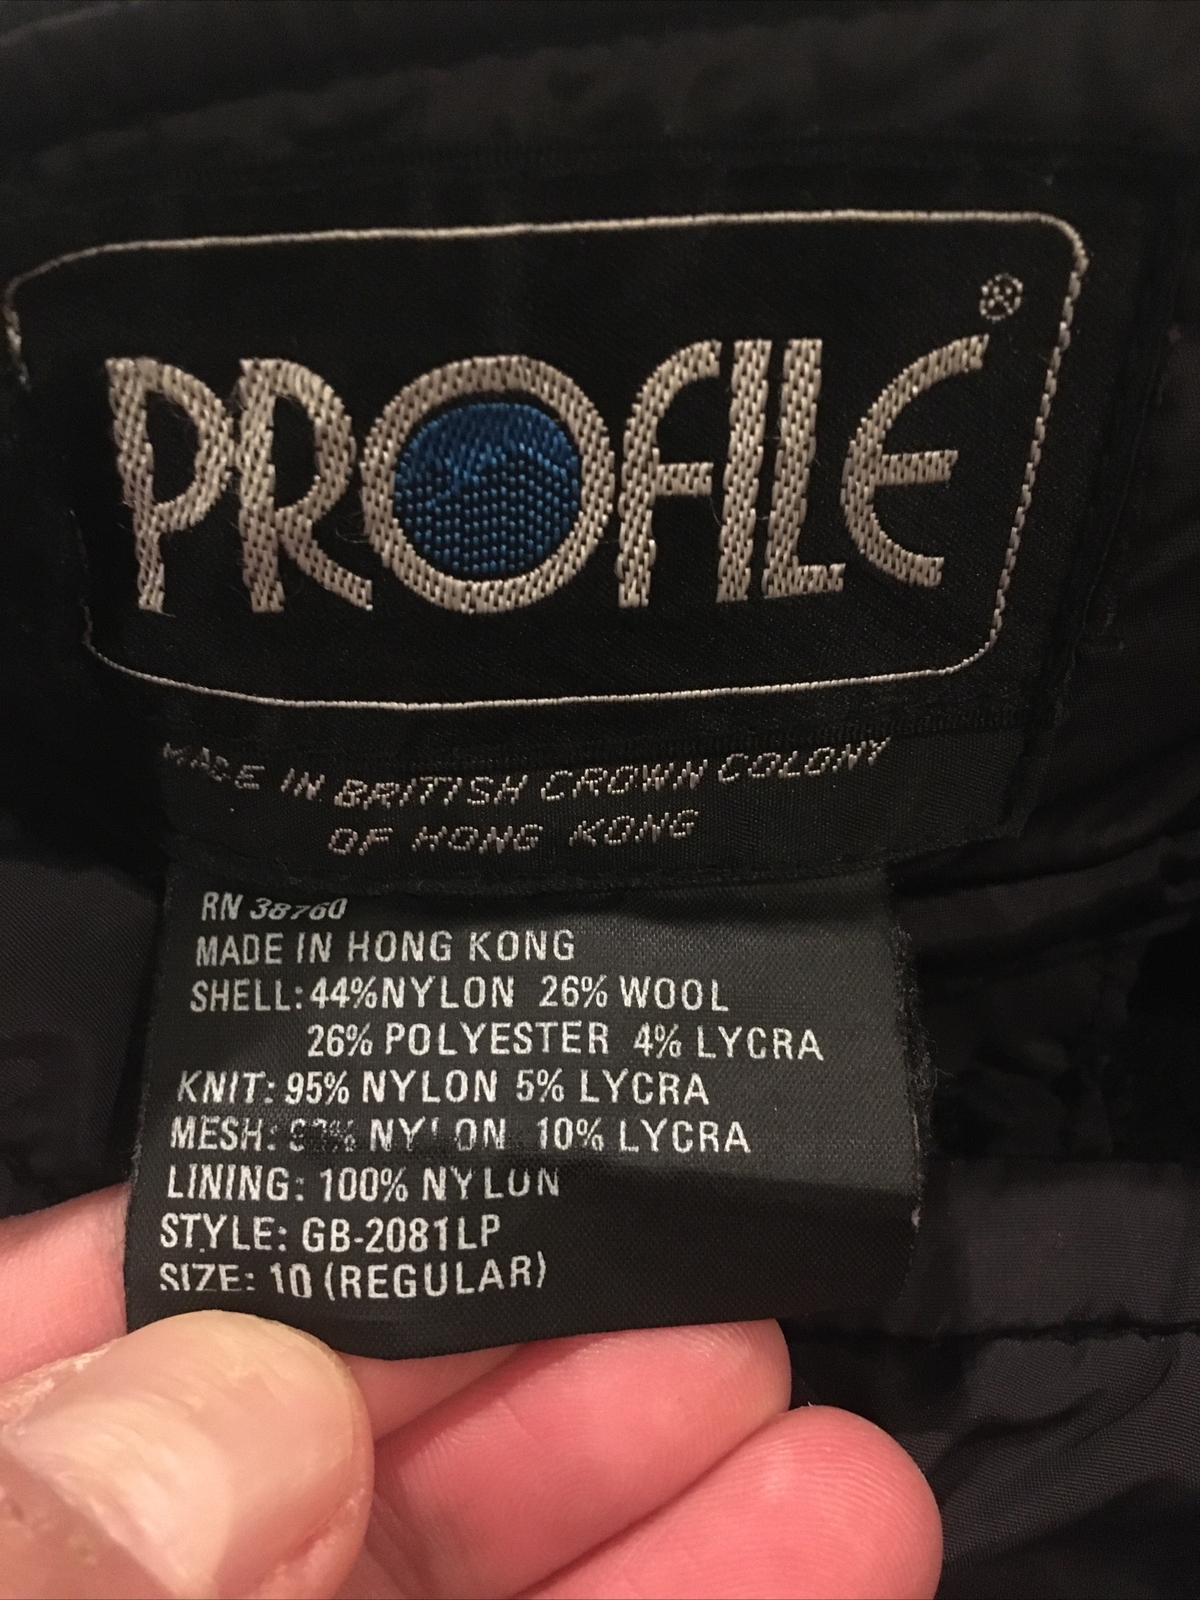 PROFILE®
MADE IN BRITISH CROWN COLONY
OF HONG KONG
RN 38760
MADE IN HONG KONG
SHELL: 44% NYLON 26% WOOL
26% POLYESTER 4% LYCRA
KNIT: 95% NYLON 5% LYCRA
MESH: NYLON 10% LYCRA
LINING: 100% NYLON
STYLE: GB-2081LP
SIZE: 10 (REGULAR)